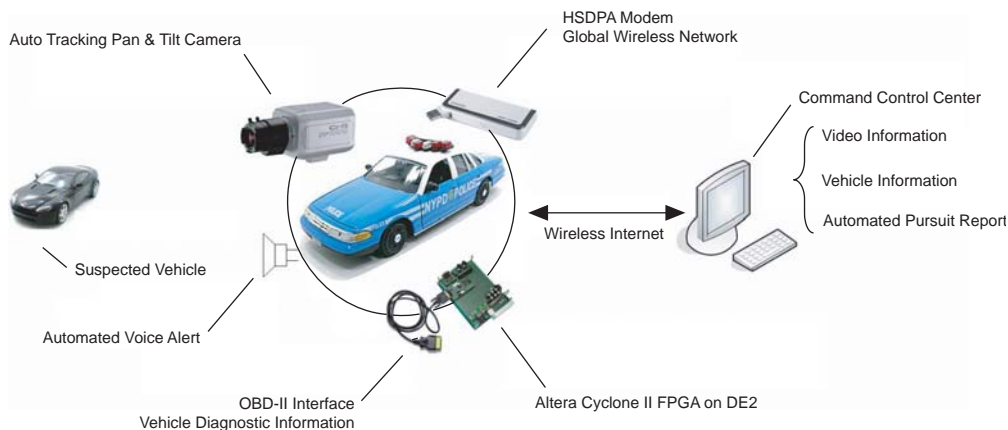 HSDPA Modem
Global Wireless Network
Auto Tracking Pan & Tilt Camera
Command Control Center
Video Information
Vehicle Information
Automated Pursuit Report
NYPD POLICE
POLICE
Wireless Internet
Suspected Vehicle
Automated Voice Alert
OBD-II Interface
Vehicle Diagnostic Information
Altera Cyclone II FPGA on DE2